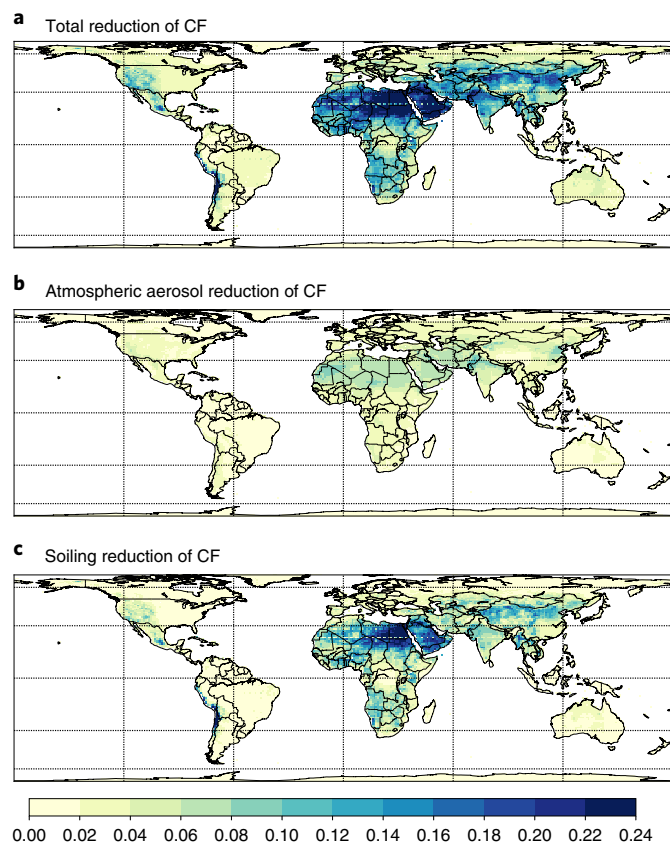 a
Total reduction of CF
b
Atmospheric aerosol reduction of CF
c
Soiling reduction of CF
0.00 0.02 0.04 0.06 0.08 0.10 0.12 0.14 0.16 0.18 0.20 0.22 0.24